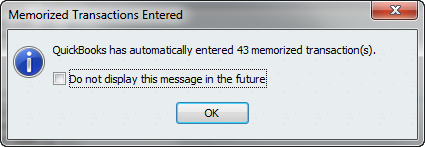 Memorized Transactions Entered
QuickBooks has automatically entered 43 memorized transaction(s).
Do not display this message in the future
OK